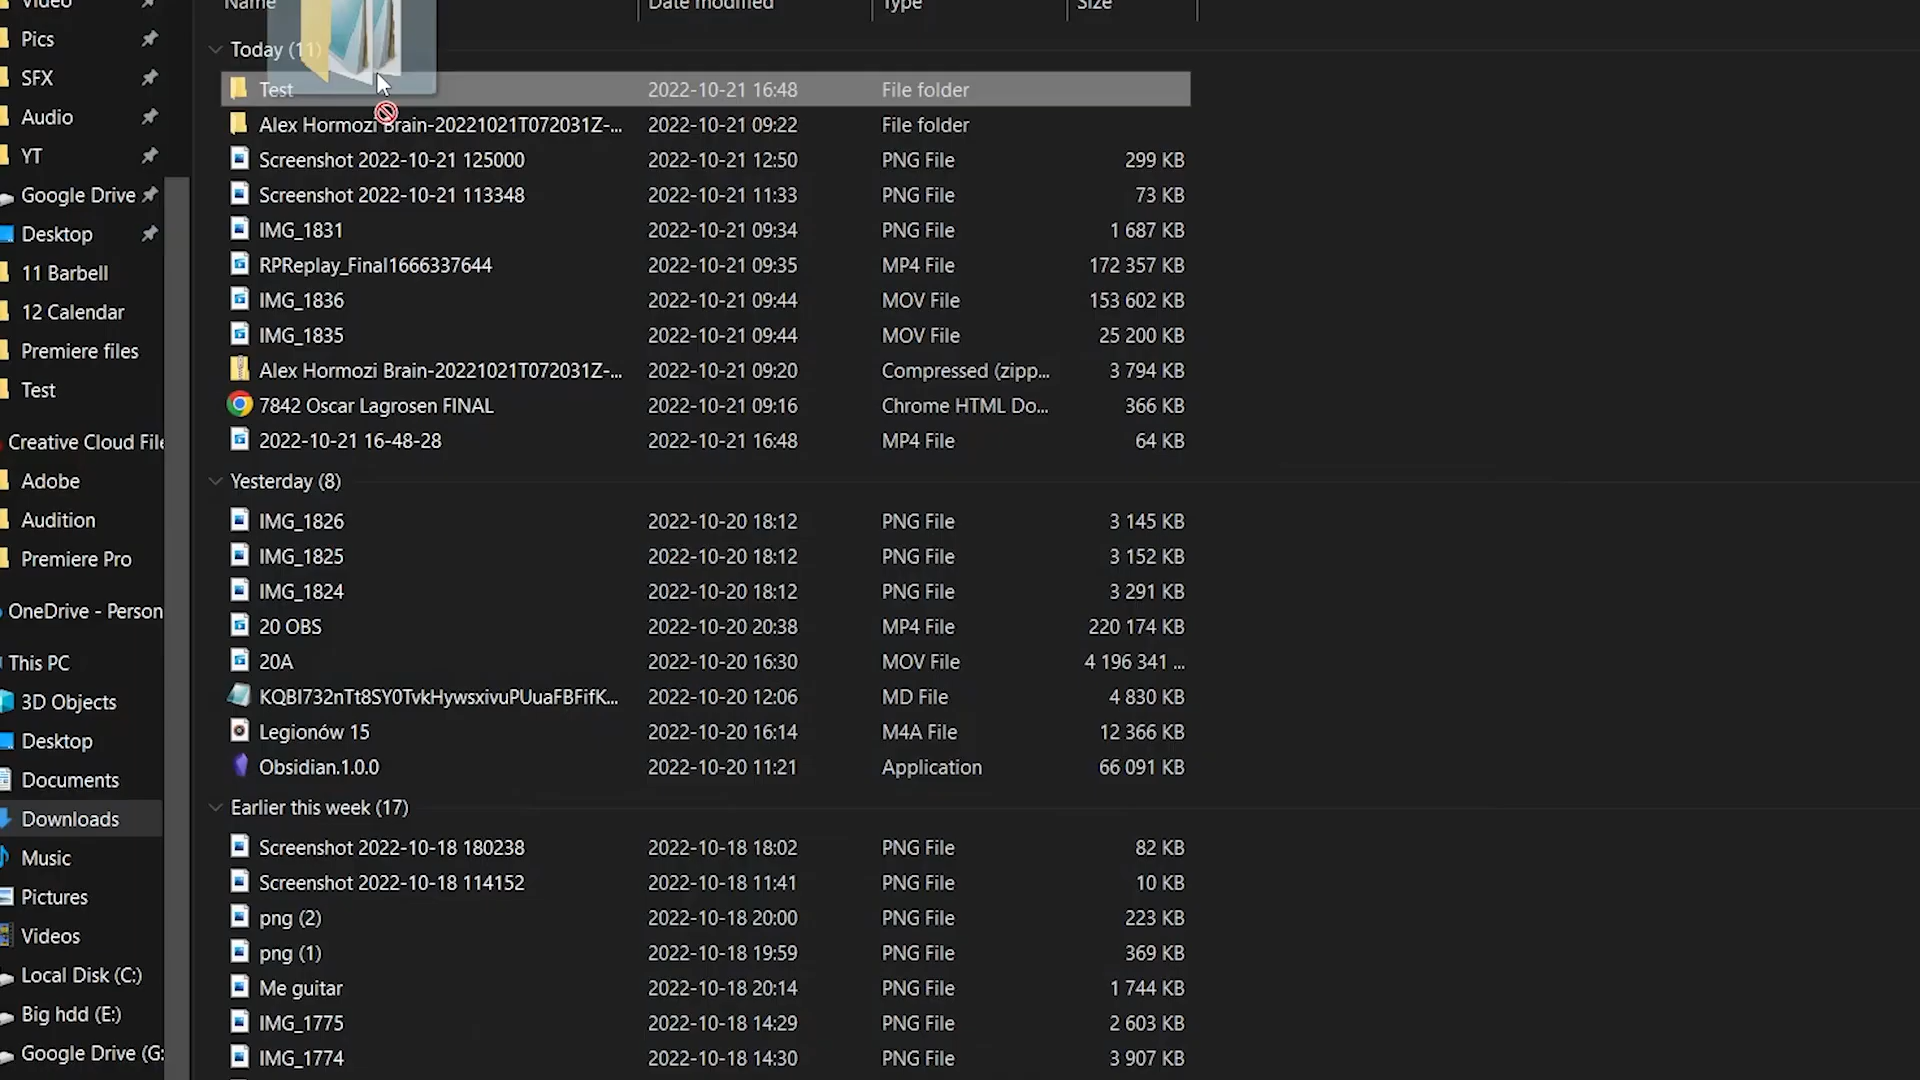 Video
Pics
SFX
Audio
YT
Google Drive
Desktop
11 Barbell
12 Calendar
Premiere files
Test
Creative Cloud File
Adobe
Audition
Premiere Pro
OneDrive - Person
This PC
3D Objects
Desktop
Documents
Downloads
Music
Pictures
Videos
Local Disk (C:)
Big hdd (E:)
Google Drive (G:
Name Date modified Type Size
Today (11)
Test 2022-10-21 16:48 File folder
Alex Hormozi Brain-20221021T072031Z-... 2022-10-21 09:22 File folder
Screenshot 2022-10-21 125000 2022-10-21 12:50 PNG File 299 KB
Screenshot 2022-10-21 113348 2022-10-21 11:33 PNG File 73 KB
IMG_1831 2022-10-21 09:34 PNG File 1 687 KB
RPReplay_Final1666337644 2022-10-21 09:35 MP4 File 172 357 KB
IMG_1836 2022-10-21 09:44 MOV File 153 602 KB
IMG_1835 2022-10-21 09:44 MOV File 25 200 KB
Alex Hormozi Brain-20221021T072031Z-... 2022-10-21 09:20 Compressed (zipp... 3 794 KB
7842 Oscar Lagrosen FINAL 2022-10-21 09:16 Chrome HTML Do... 366 KB
2022-10-21 16-48-28 2022-10-21 16:48 MP4 File 64 KB
Yesterday (8)
IMG_1826 2022-10-20 18:12 PNG File 3 145 KB
IMG_1825 2022-10-20 18:12 PNG File 3 152 KB
IMG_1824 2022-10-20 18:12 PNG File 3 291 KB
20 OBS 2022-10-20 20:38 MP4 File 220 174 KB
20A 2022-10-20 16:30 MOV File 4 196 341 ...
KQBI732nTt8SY0TvkHywsxivuPUuaFBFifK... 2022-10-20 12:06 MD File 4 830 KB
Legionów 15 2022-10-20 16:14 M4A File 12 366 KB
Obsidian.1.0.0 2022-10-20 11:21 Application 66 091 KB
Earlier this week (17)
Screenshot 2022-10-18 180238 2022-10-18 18:02 PNG File 82 KB
Screenshot 2022-10-18 114152 2022-10-18 11:41 PNG File 10 KB
png (2) 2022-10-18 20:00 PNG File 223 KB
png (1) 2022-10-18 19:59 PNG File 369 KB
Me guitar 2022-10-18 20:14 PNG File 1 744 KB
IMG_1775 2022-10-18 14:29 PNG File 2 603 KB
IMG_1774 2022-10-18 14:30 PNG File 3 907 KB